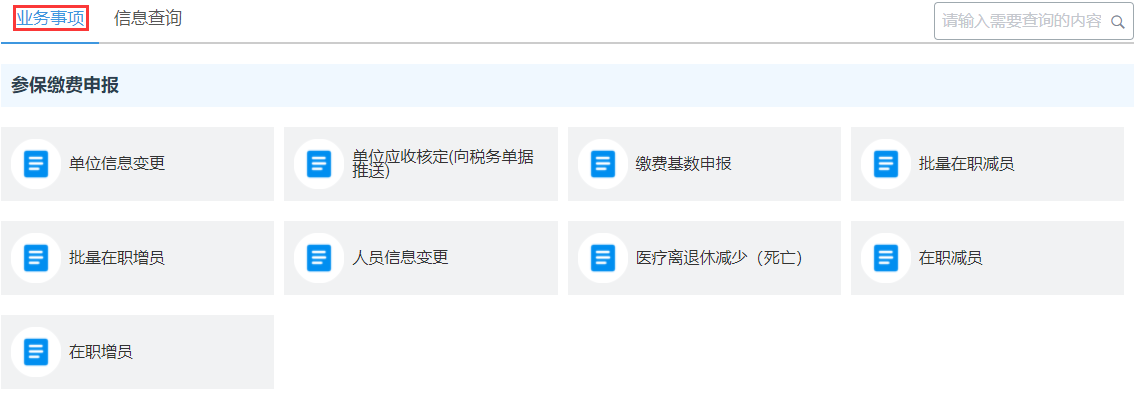 业务事项 信息查询 请输入需要查询的内容
参保缴费申报
单位信息变更 单位应收核定(向税务单据
推送) 缴费基数申报 批量在职减员
批量在职增员 人员信息变更 医疗离退休减少（死亡） 在职减员
在职增员